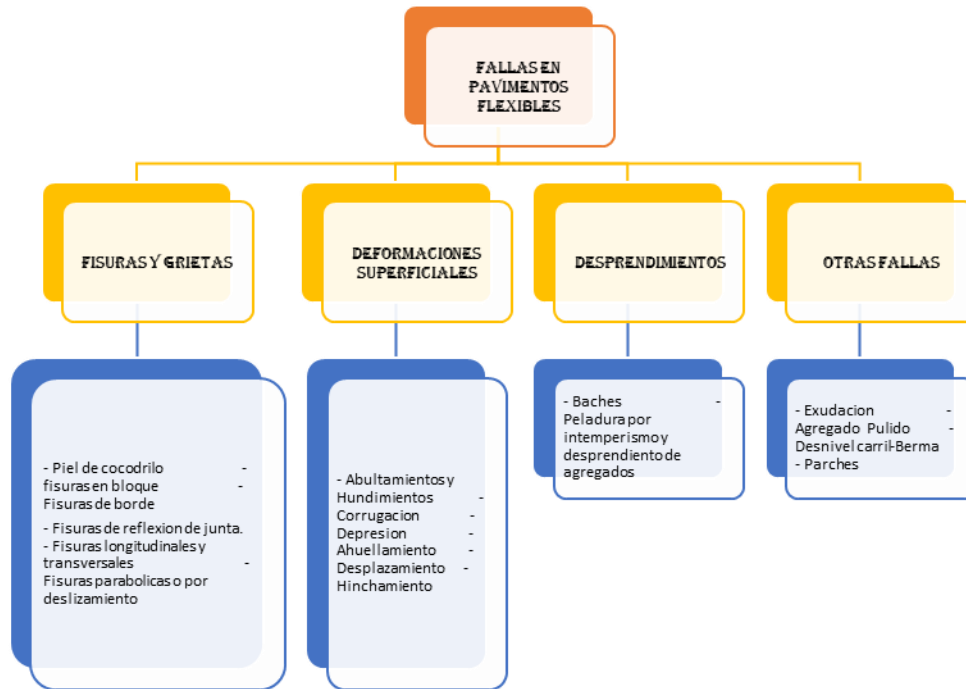 FALLAS EN
PAVIMENTOS
FLEXIBLES
FISURAS Y GRIETAS
DEFORMACIONES
SUPERFICIALES
DESPRENDIMIENTOS
OTRAS FALLAS
- Piel de cocodrilo -
fisuras en bloque -
Fisuras de borde
- Fisuras de reflexion de junta.
- Fisuras longitudinales y
transversales -
Fisuras parabolicas o por
deslizamiento
- Abultamientos y
Hundimientos -
Corrugacion -
Depresion -
Ahuellamiento -
Desplazamiento -
Hinchamiento
- Baches -
Peladura por
intemperismo y
desprendiento de
agregados
- Exudacion -
Agregado Pulido -
Desnivel carril-Berma
- Parches